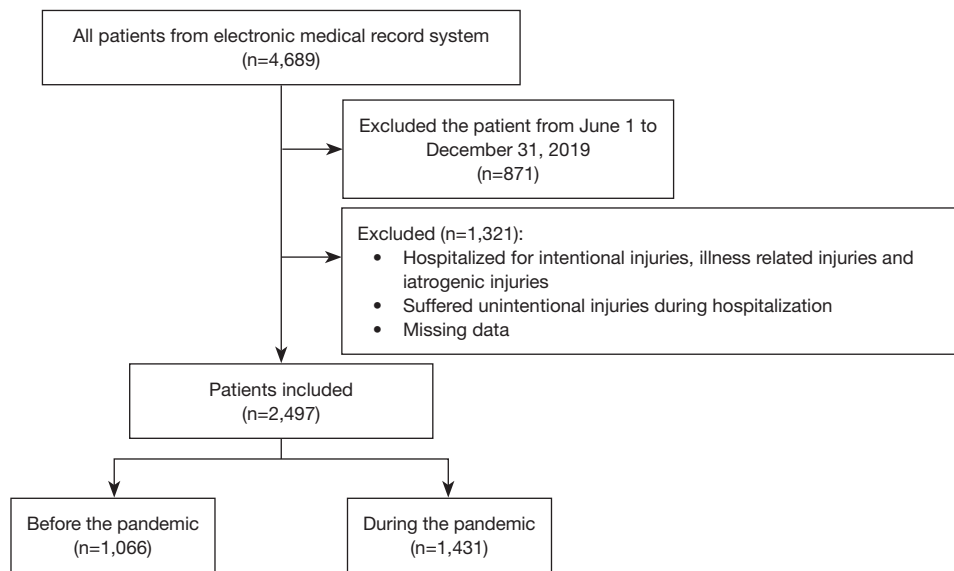 All patients from electronic medical record system
(n=4,689)
Excluded the patient from June 1 to
December 31, 2019
(n=871)
Excluded (n=1,321):
• Hospitalized for intentional injuries, illness related injuries and
iatrogenic injuries
• Suffered unintentional injuries during hospitalization
• Missing data
Patients included
(n=2,497)
Before the pandemic
(n=1,066)
During the pandemic
(n=1,431)